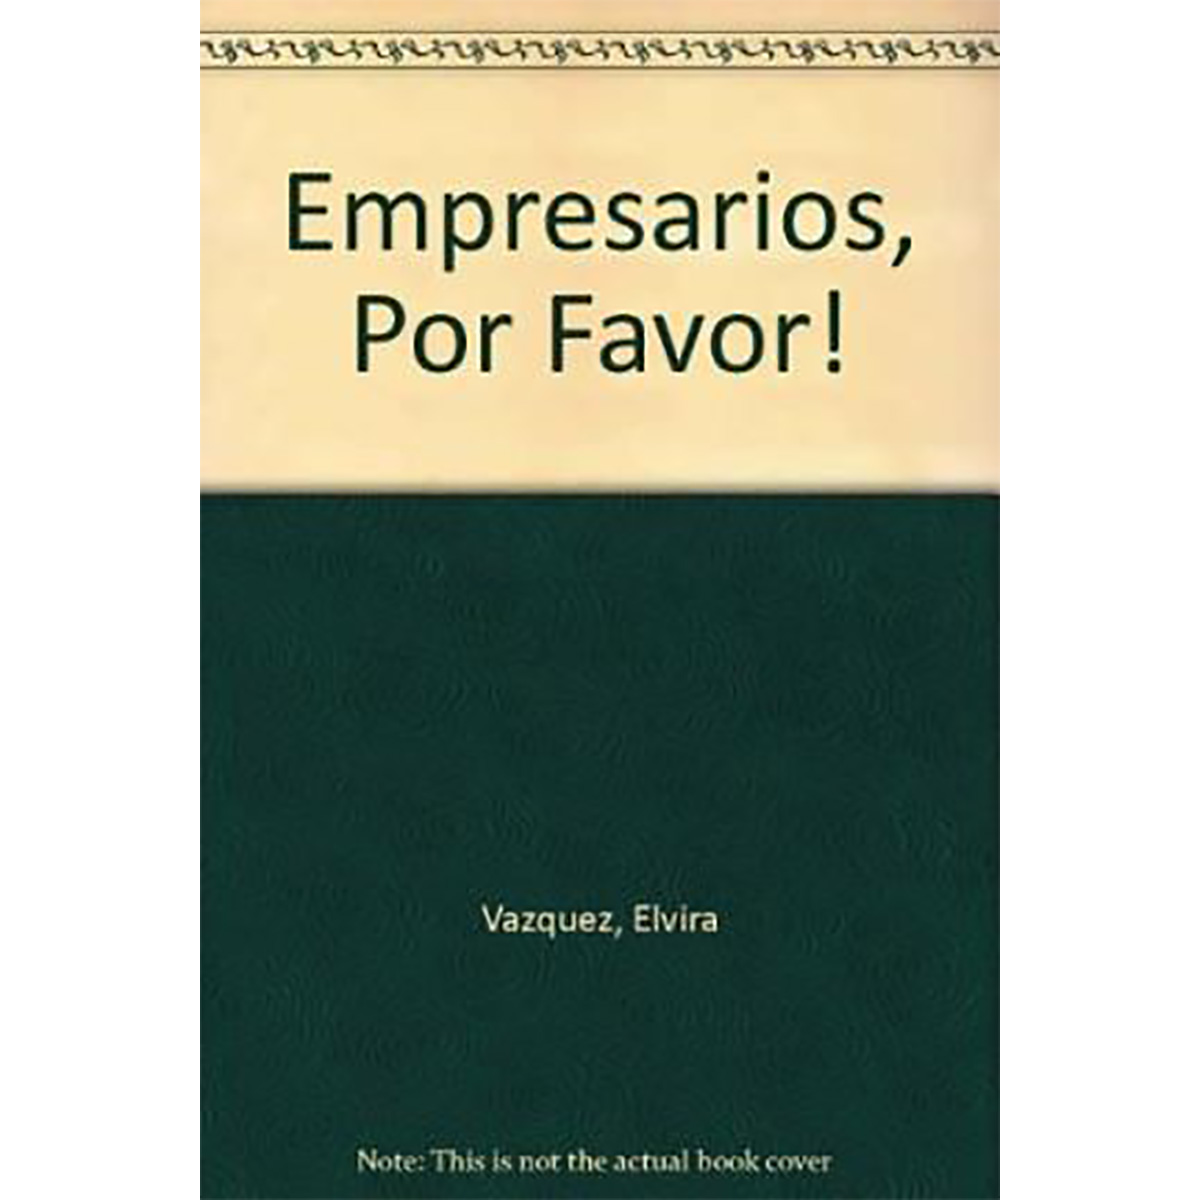 Empresarios,
Por Favor!
Vazquez, Elvira
Note: This is not the actual book cover